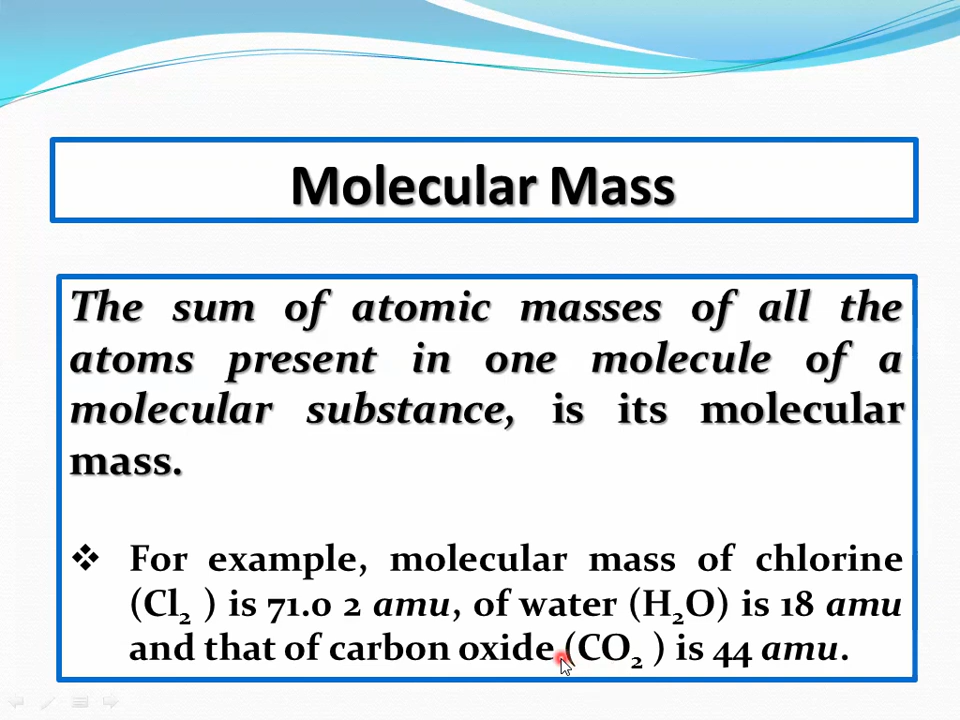 Molecular Mass
The sum of atomic masses of all the
atoms present in one molecule of a
molecular substance, is its molecular
mass.
❖ For example, molecular mass of chlorine
(Cl₂ ) is 71.0 2 amu, of water (H₂O) is 18 amu
and that of carbon oxide (CO₂ ) is 44 amu.